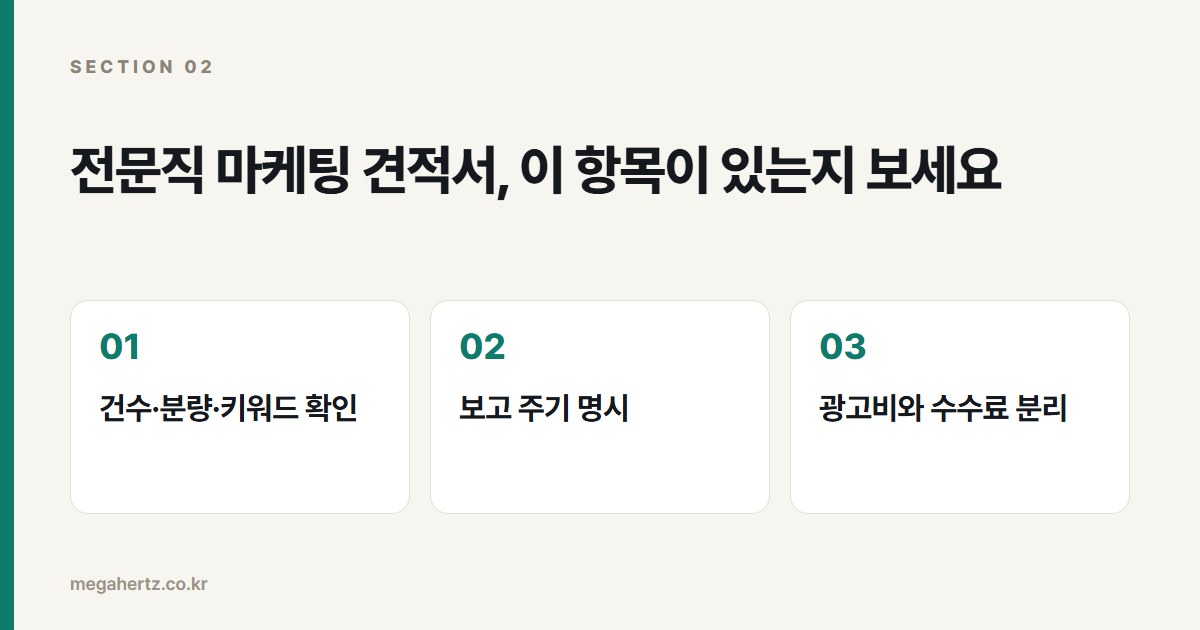 SECTION 02
전문직 마케팅 견적서, 이 항목이 있는지 보세요
01
건수·분량·키워드 확인
02
보고 주기 명시
03
광고비와 수수료 분리
megahertz.co.kr